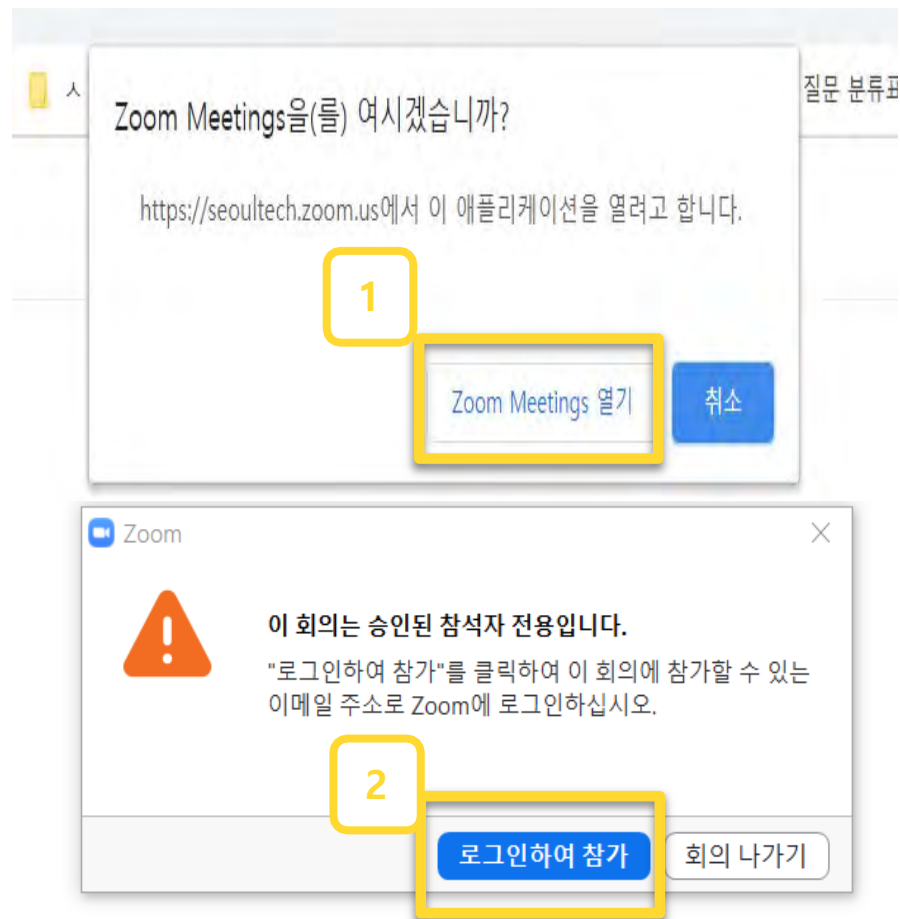 ㅅ
질문 분류표
Zoom Meetings을(를) 여시겠습니까?
https://seoultech.zoom.us에서 이 애플리케이션을 열려고 합니다.
1
Zoom Meetings 열기
취소
Zoom
이 회의는 승인된 참석자 전용입니다.
"로그인하여 참가"를 클릭하여 이 회의에 참가할 수 있는
이메일 주소로 Zoom에 로그인하십시오.
2
로그인하여 참가
회의 나가기